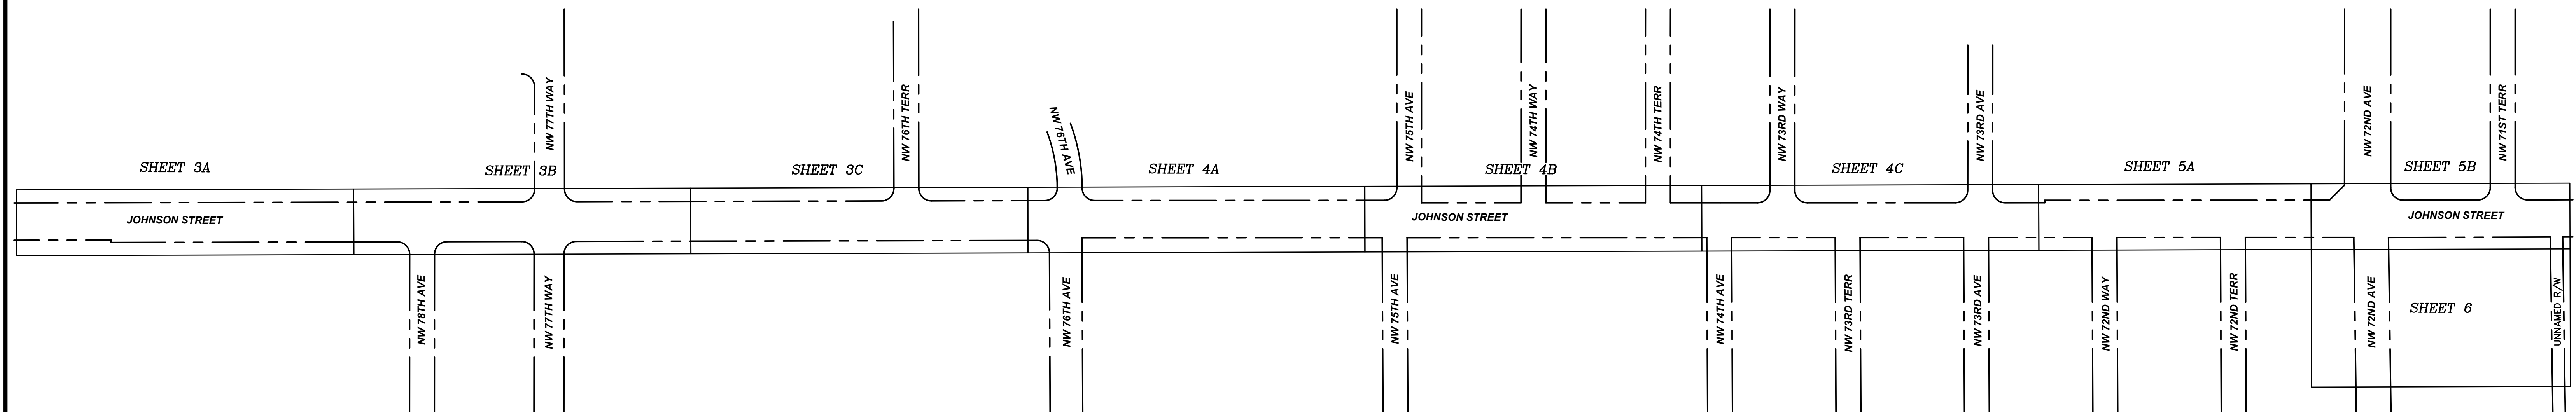 NW 77TH WAY
NW 76TH TERR
NW 76TH AVE
NW 75TH AVE
NW 74TH WAY
NW 74TH TERR
NW 73RD WAY
NW 73RD AVE
NW 72ND AVE
NW 71ST TERR
SHEET 3A
SHEET 3B
SHEET 3C
SHEET 4A
SHEET 4B
SHEET 4C
SHEET 5A
SHEET 5B
JOHNSON STREET
JOHNSON STREET
JOHNSON STREET
NW 78TH AVE
NW 77TH WAY
NW 76TH AVE
NW 75TH AVE
NW 74TH AVE
NW 73RD TERR
NW 73RD AVE
NW 72ND WAY
NW 72ND TERR
NW 72ND AVE
SHEET 6
UNNAMED R/W